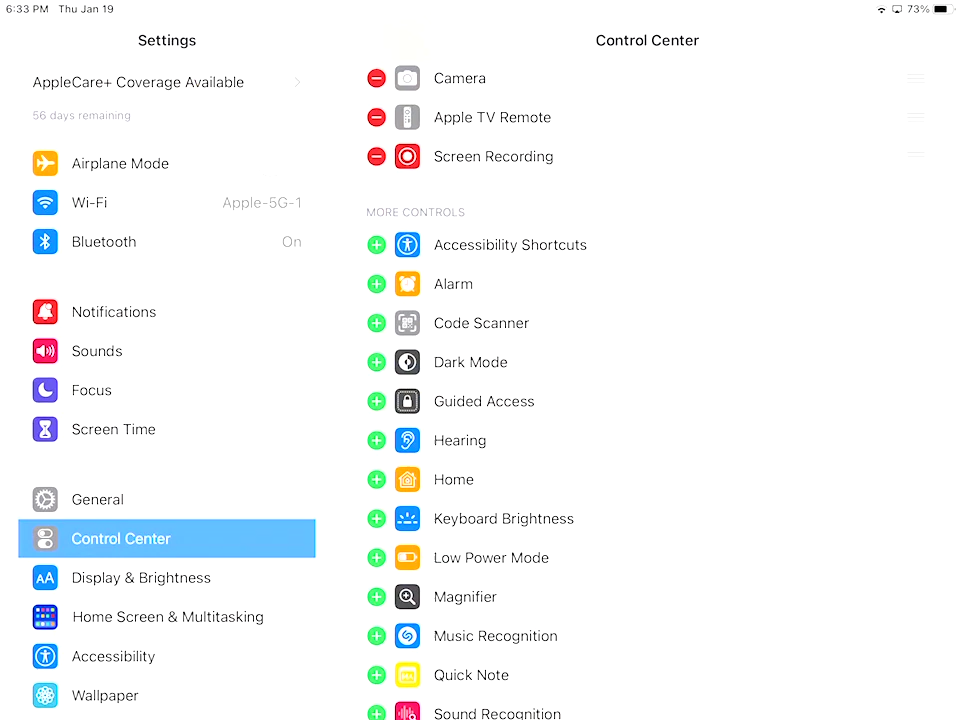 6:33 PM Thu Jan 19
73%
Settings
AppleCare+ Coverage Available
56 days remaining
Airplane Mode
Wi-Fi Apple-5G-1
Bluetooth On
Notifications
Sounds
Focus
Screen Time
General
Control Center
AA Display & Brightness
Home Screen & Multitasking
Accessibility
Wallpaper
Control Center
Camera
Apple TV Remote
Screen Recording
MORE CONTROLS
Accessibility Shortcuts
Alarm
Code Scanner
Dark Mode
Guided Access
Hearing
Home
Keyboard Brightness
Low Power Mode
Magnifier
Music Recognition
Quick Note
Sound Recognition